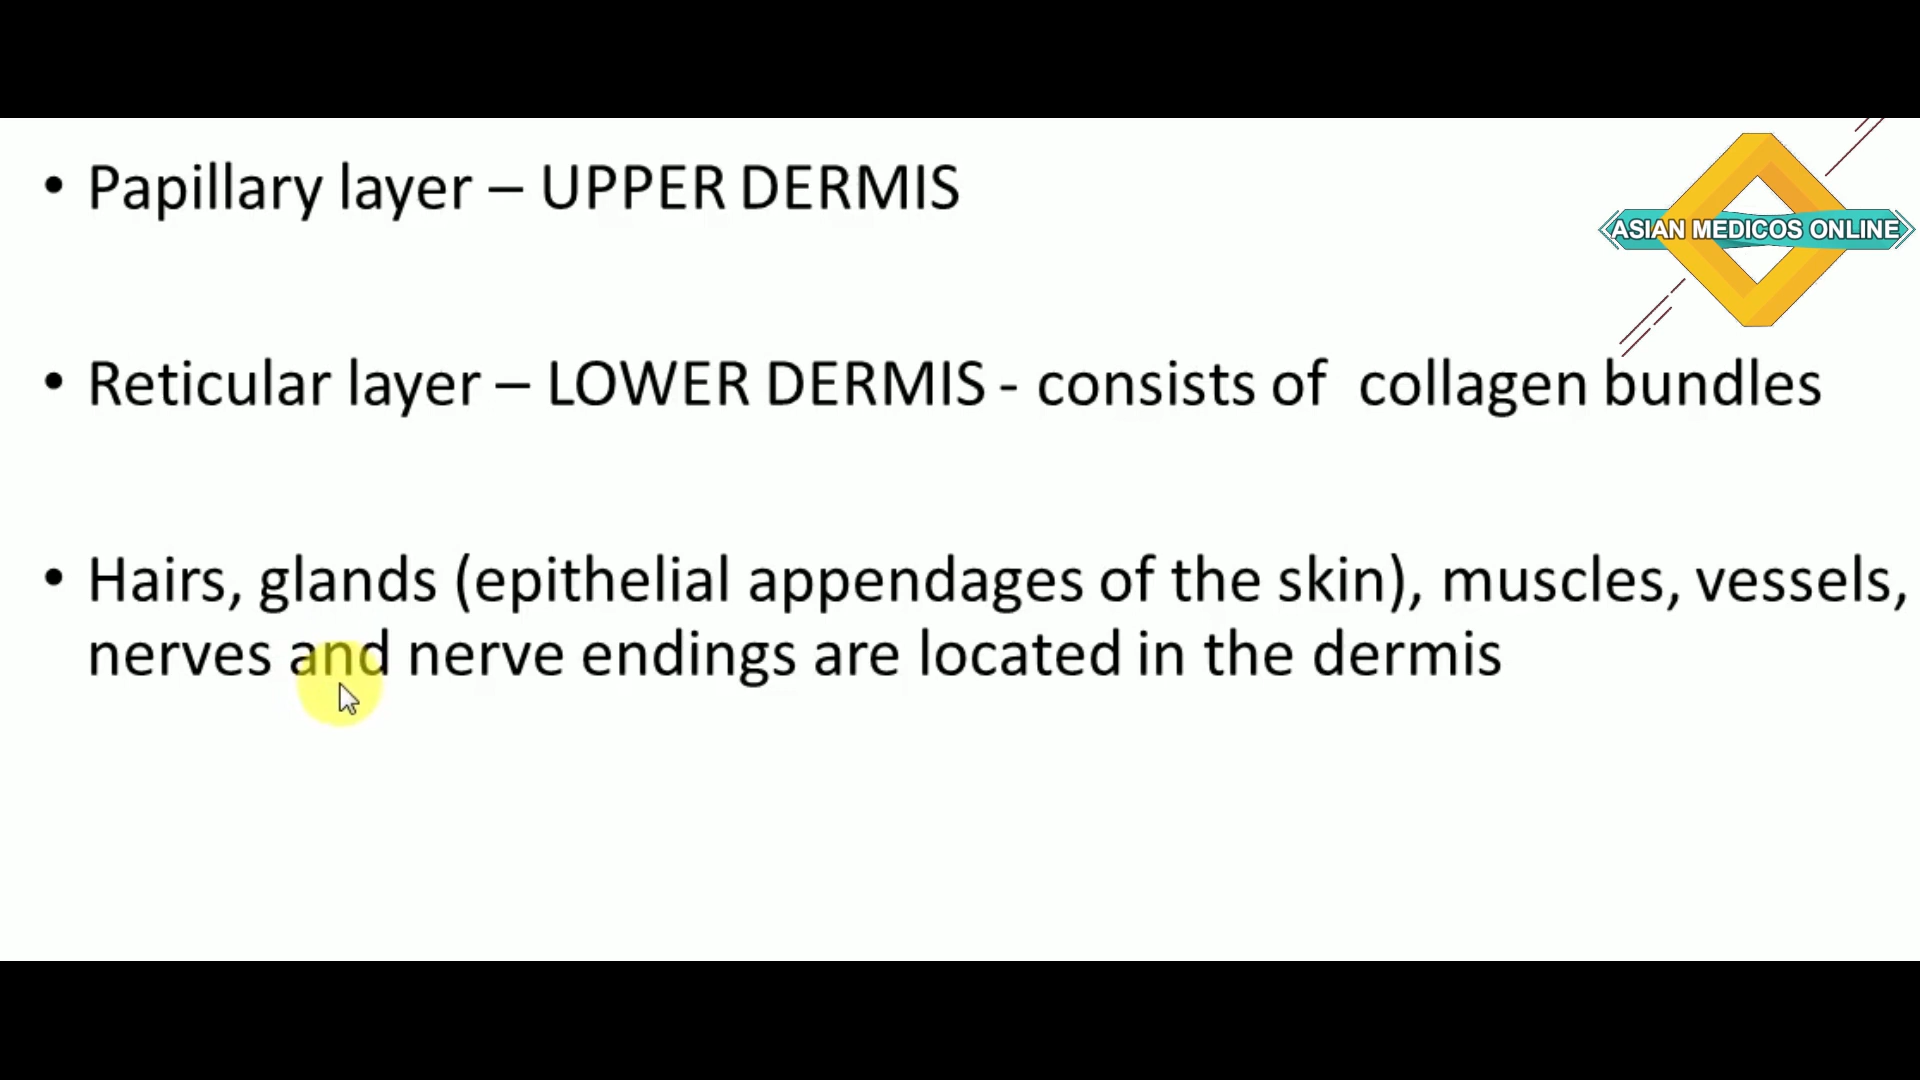 • Papillary layer – UPPER DERMIS
ASIAN MEDICOS ONLINE
• Reticular layer – LOWER DERMIS - consists of  collagen bundles
• Hairs, glands (epithelial appendages of the skin), muscles, vessels,
nerves and nerve endings are located in the dermis